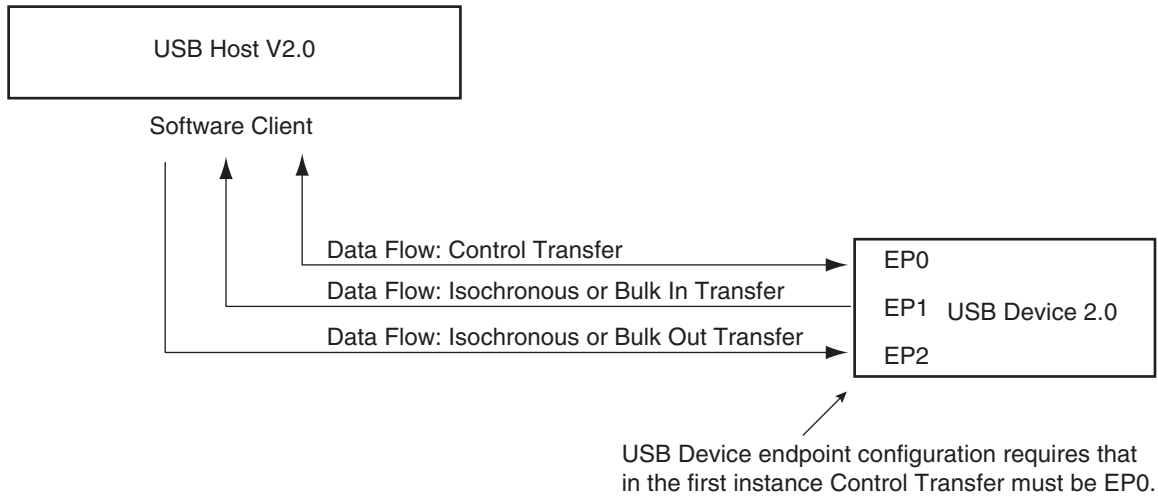 USB Host V2.0
Software Client
Data Flow: Control Transfer
Data Flow: Isochronous or Bulk In Transfer
Data Flow: Isochronous or Bulk Out Transfer
EP0
EP1
USB Device 2.0
EP2
USB Device endpoint configuration requires that
in the first instance Control Transfer must be EP0.